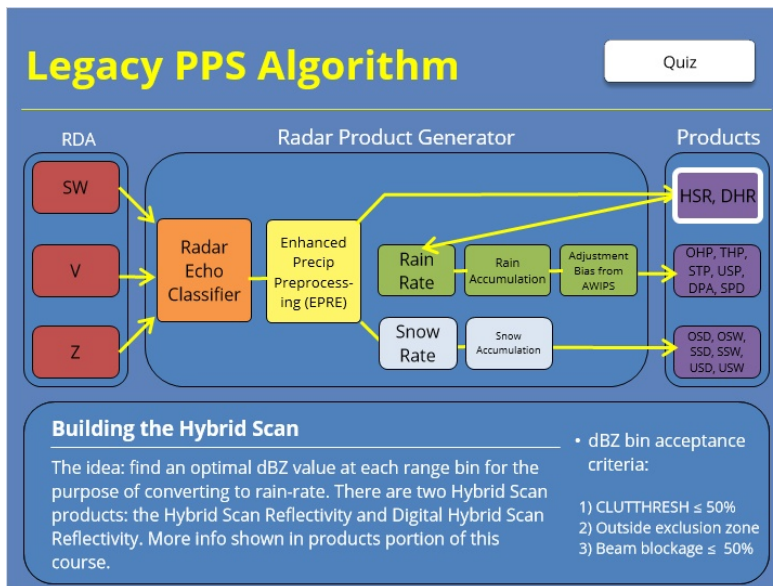 Legacy PPS Algorithm
Quiz
RDA
Radar Product Generator
Products
SW
V
Z
Radar
Echo
Classifier
Enhanced
Precip
Preprocess-
ing (EPRE)
Rain
Rate
Rain
Accumulation
Adjustment
Bias from
AWIPS
Snow
Rate
Snow
Accumulation
HSR, DHR
OHP, THP,
STP, USP,
DPA, SPD
OSD, OSW,
SSD, SSW,
USD, USW
Building the Hybrid Scan
The idea: find an optimal dBZ value at each range bin for the
purpose of converting to rain-rate. There are two Hybrid Scan
products: the Hybrid Scan Reflectivity and Digital Hybrid Scan
Reflectivity. More info shown in products portion of this
course.
• dBZ bin acceptance
criteria:
1) CLUTTHRESH ≤ 50%
2) Outside exclusion zone
3) Beam blockage ≤ 50%